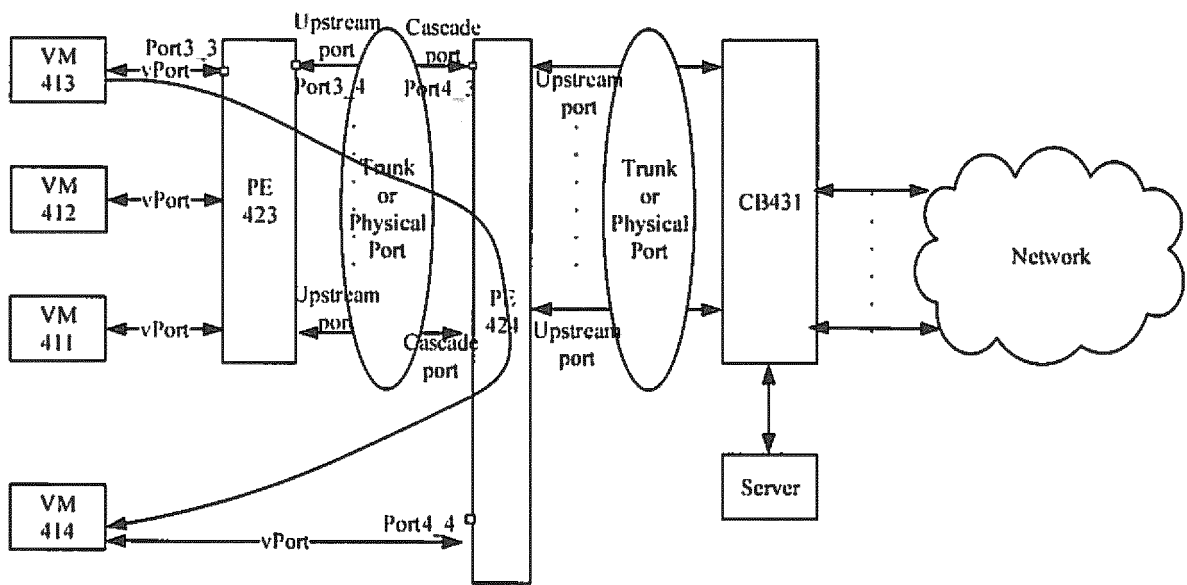 VM
413
Port3_3
vPort
Upstream
port
Port3_4
Cascade
port
Port4_3
Upstream
port
VM
412
vPort
PE
423
Trunk
or
Physical
Port
Trunk
or
Physical
Port
CB431
Network
VM
411
vPort
Upstream
port
Cascade
port
PE
424
Upstream
port
VM
414
vPort
Port4_4
Server